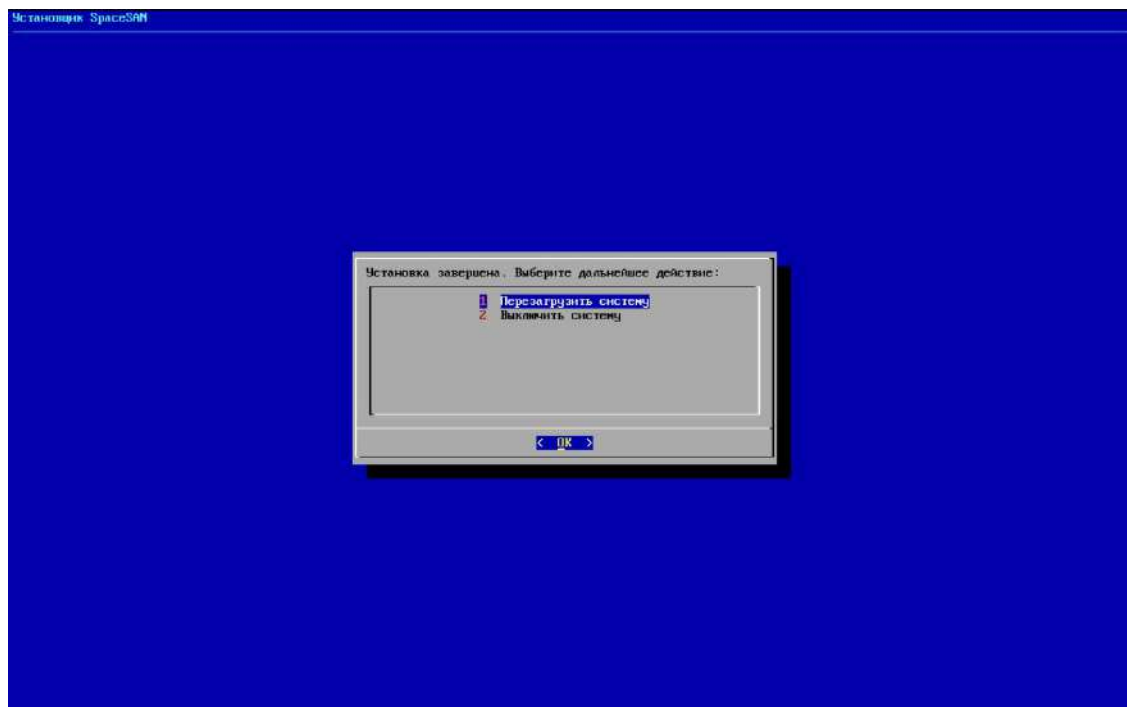 Установщик SpaceSAN
Установка завершена. Выберите дальнейшее действие:
1 Перезагрузить систему
2 Выключить систему
< OK >